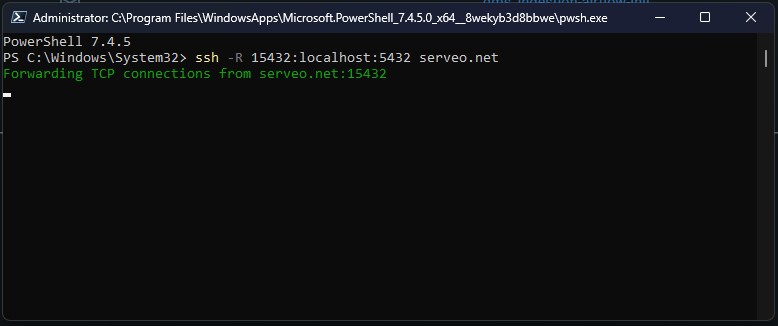 Administrator: C:\Program Files\WindowsApps\Microsoft.PowerShell_7.4.5.0_x64__8wekyb3d8bbwe\pwsh.exe
PowerShell 7.4.5
PS C:\Windows\System32> ssh -R 15432:localhost:5432 serveo.net
Forwarding TCP connections from serveo.net:15432